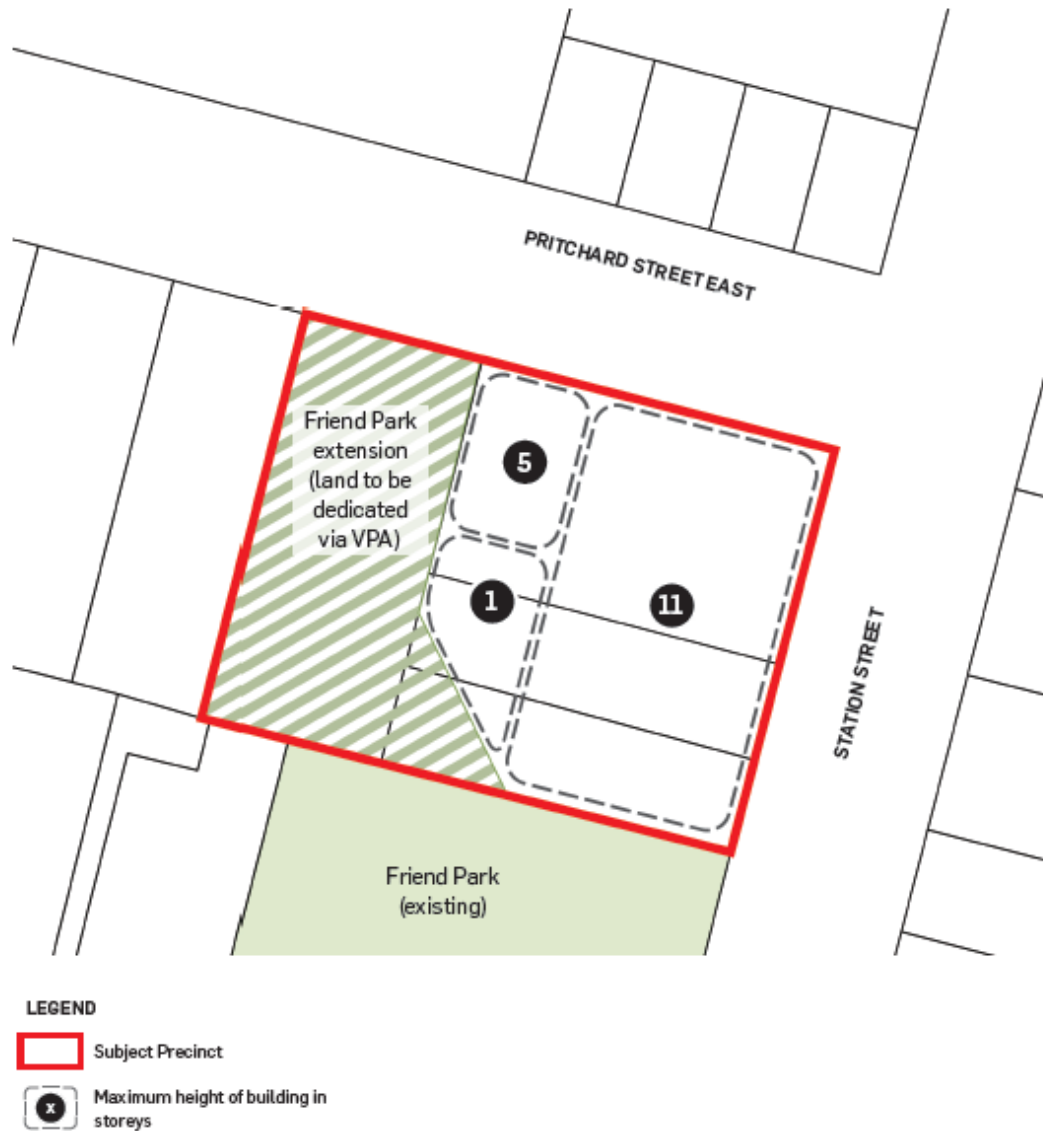 PRITCHARD STREET EAST
Friend Park
extension
(land to be
dedicated
via VPA)
5
1
11
STATION STREET
Friend Park
(existing)
LEGEND
Subject Precinct
x
Maximum height of building in
storeys